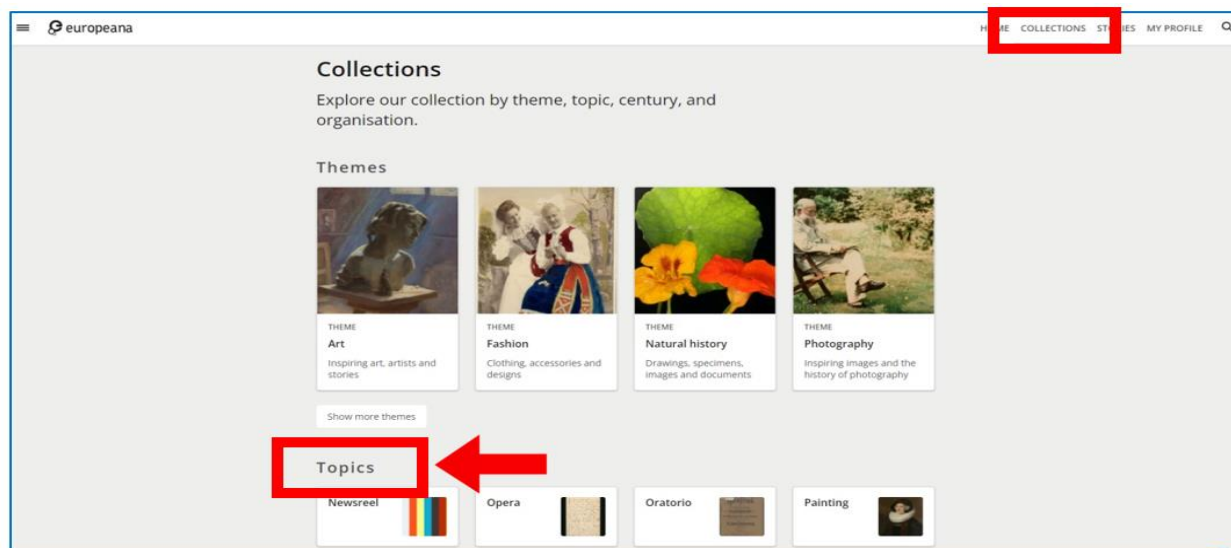 europeana
HOME COLLECTIONS STORIES MY PROFILE
Collections
Explore our collection by theme, topic, century, and
organisation.
Themes
THEME
Art
Inspiring art, artists and
stories
THEME
Fashion
Clothing, accessories and
designs
THEME
Natural history
Drawings, specimens,
images and documents
THEME
Photography
Inspiring images and the
history of photography
Show more themes
Topics
Newsreel
Opera
Oratorio
Painting